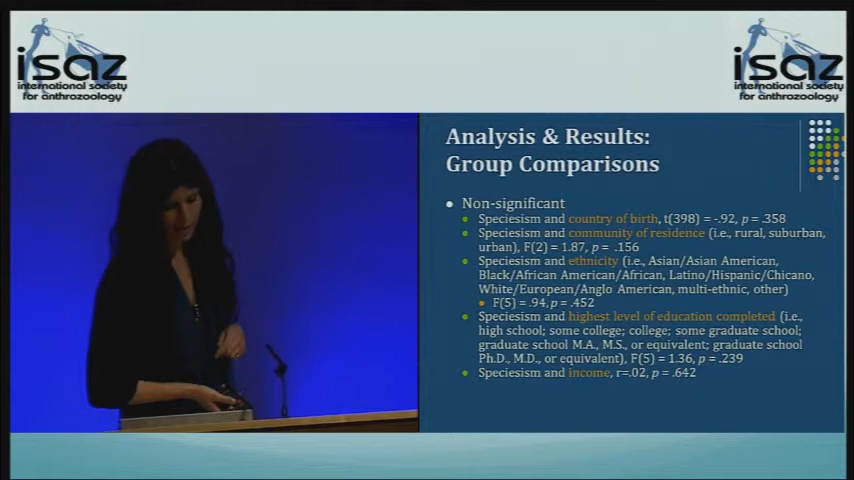 isaz
international society
for anthrozoology
isaz
international society
for anthrozoology
Analysis & Results:
Group Comparisons
Non-significant
Speciesism and country of birth, t(398) = -.92, p = .358
Speciesism and community of residence (i.e., rural, suburban,
urban), F(2) = 1.87, p = .156
Speciesism and ethnicity (i.e., Asian/Asian American,
Black/African American/African, Latino/Hispanic/Chicano,
White/European/Anglo American, multi-ethnic, other)
F(5) = .94, p = .452
Speciesism and highest level of education completed (i.e.,
high school; some college; college; some graduate school;
graduate school M.A., M.S., or equivalent; graduate school
Ph.D., M.D., or equivalent), F(5) = 1.36, p = .239
Speciesism and income, r=.02, p = .642